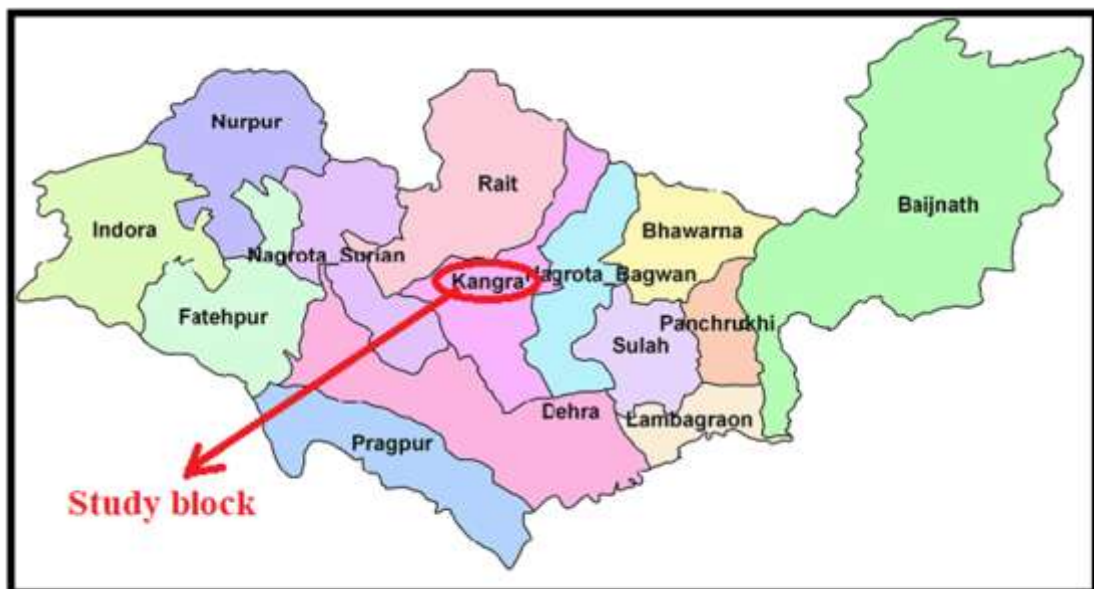 Nurpur
Rait
Baijnath
Indora
Bhawarna
Nagrota_Surian
Kangra
Nagrota_Bagwan
Fatehpur
Panchrukhi
Sulah
Dehra
Lambagraon
Pragpur
Study block